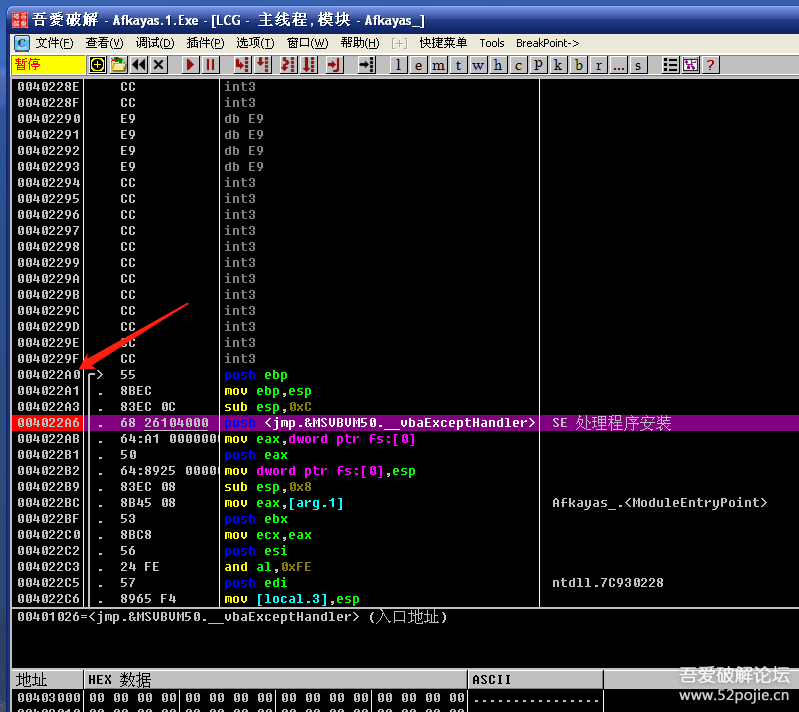 吾爱破解 - Afkayas.1.Exe - [LCG - 主线程,模块 - Afkayas_]
文件(F) 查看(V) 调试(D) 插件(P) 选项(T) 窗口(W) 帮助(H) [+] 快捷菜单 Tools BreakPoint->
暂停 l e m t w h c P k b r ... s ?
0040228E CC int3
0040228F CC int3
00402290 E9 db E9
00402291 E9 db E9
00402292 E9 db E9
00402293 E9 db E9
00402294 CC int3
00402295 CC int3
00402296 CC int3
00402297 CC int3
00402298 CC int3
00402299 CC int3
0040229A CC int3
0040229B CC int3
0040229C CC int3
0040229D CC int3
0040229E CC int3
0040229F CC int3
004022A0 > 55 push ebp
004022A1 . 8BEC mov ebp,esp
004022A3 . 83EC 0C sub esp,0xC
004022A6 . 68 26104000 push <jmp.&MSVBVM50.__vbaExceptHandler> SE 处理程序安装
004022AB . 64:A1 000000 mov eax,dword ptr fs:[0]
004022B1 . 50 push eax
004022B2 . 64:8925 0000 mov dword ptr fs:[0],esp
004022B9 . 83EC 08 sub esp,0x8
004022BC . 8B45 08 mov eax,[arg.1] Afkayas_.<ModuleEntryPoint>
004022BF . 53 push ebx
004022C0 . 8BC8 mov ecx,eax
004022C2 . 56 push esi
004022C3 . 24 FE and al,0xFE
004022C5 . 57 push edi ntdll.7C930228
004022C6 . 8965 F4 mov [local.3],esp
00401026=<jmp.&MSVBVM50.__vbaExceptHandler> (入口地址)
地址 HEX 数据 ASCII
00403000 00 00 00 00 00 00 00 00 00 00 00 00 00 00 00 00 ................
吾爱破解论坛
www.52pojie.cn